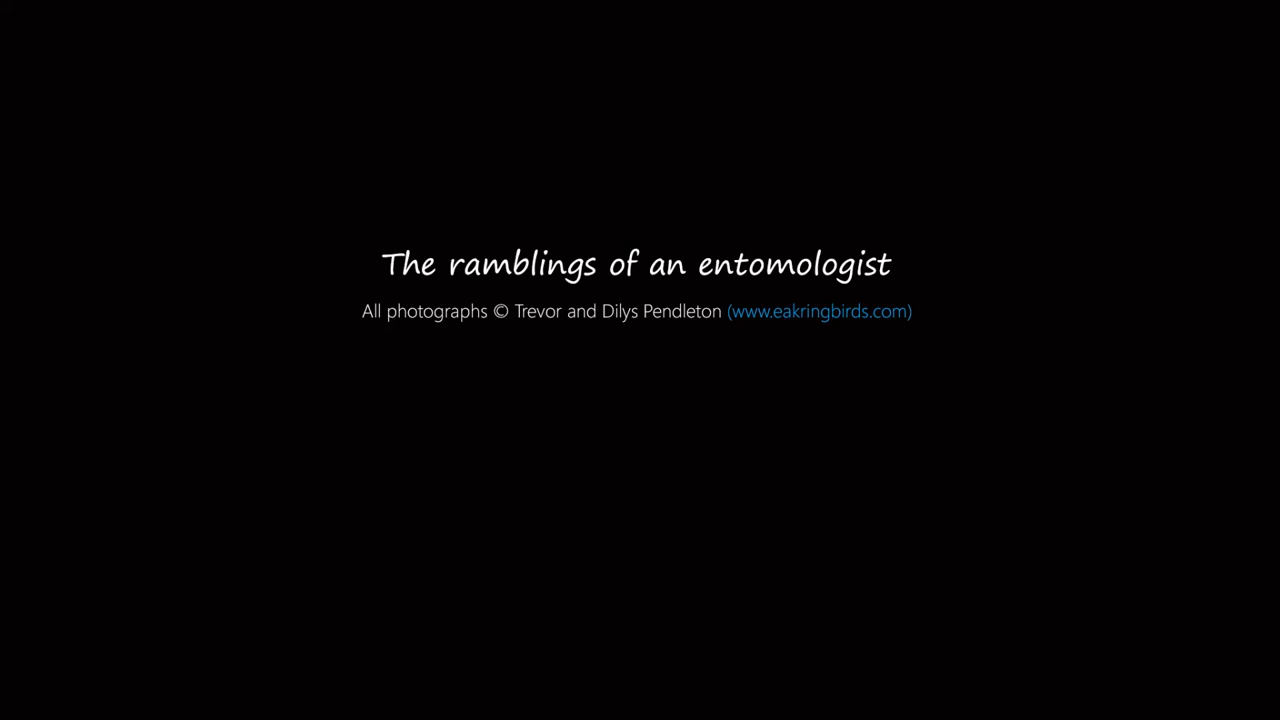 The ramblings of an entomologist
All photographs © Trevor and Dilys Pendleton (www.eakringbirds.com)